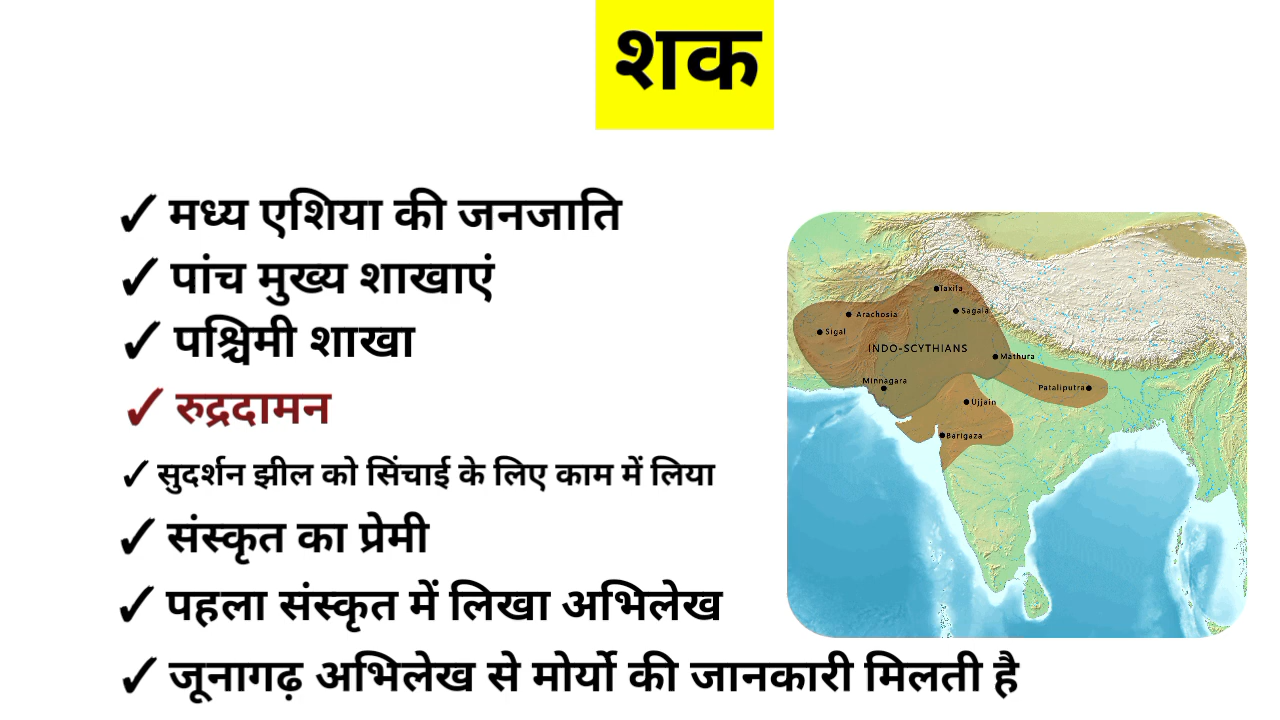 शक
✓ मध्य एशिया की जनजाति
✓ पांच मुख्य शाखाएं
✓ पश्चिमी शाखा
✓ रुद्रदामन
✓ सुदर्शन झील को सिंचाई के लिए काम में लिया
✓ संस्कृत का प्रेमी
✓ पहला संस्कृत में लिखा अभिलेख
✓ जूनागढ़ अभिलेख से मोर्यो की जानकारी मिलती है
Taxila
Sagala
Arachosia
Sigal
INDO-SCYTHIANS
Mathura
Minnagara
Pataliputra
Ujjain
Barigaza